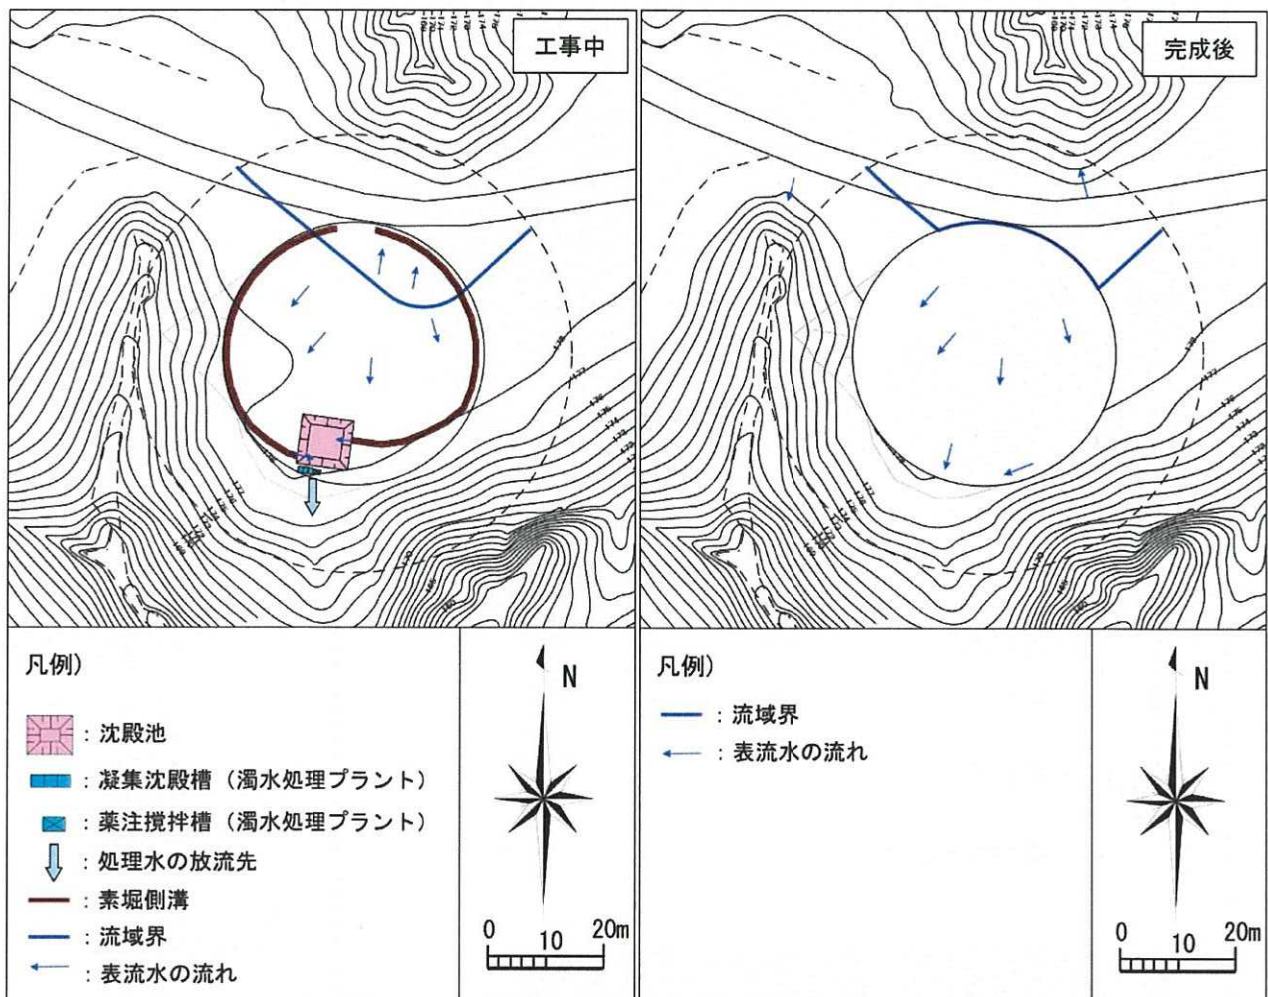 工事中
完成後
凡例)
：沈殿池
：凝集沈殿槽（濁水処理プラント）
：薬注撹拌槽（濁水処理プラント）
：処理水の放流先
：素堀側溝
：流域界
：表流水の流れ
N
0 10 20m
凡例)
：流域界
：表流水の流れ
N
0 10 20m